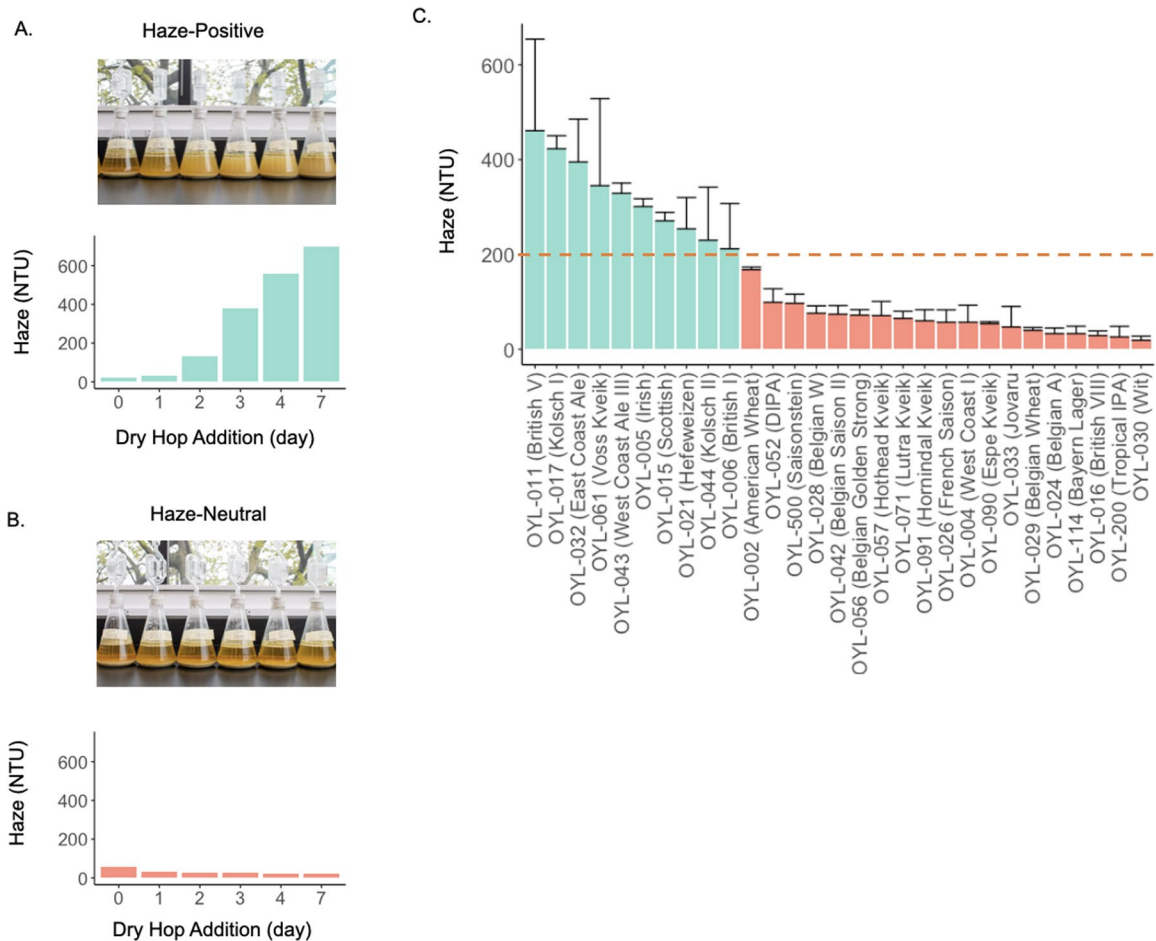 A.
Haze-Positive
Haze (NTU)
600
400
200
0
0 1 2 3 4 7
Dry Hop Addition (day)
B.
Haze-Neutral
Haze (NTU)
600
400
200
0
0 1 2 3 4 7
Dry Hop Addition (day)
C.
Haze (NTU)
600
400
200
0
OYL-011 (British V)
OYL-017 (Kolsch I)
OYL-032 (East Coast Ale)
OYL-061 (Voss Kveik)
OYL-043 (West Coast Ale III)
OYL-005 (Irish)
OYL-015 (Scottish)
OYL-021 (Hefeweizen)
OYL-044 (Kolsch II)
OYL-006 (British I)
OYL-002 (American Wheat)
OYL-052 (DIPA)
OYL-500 (Saisonstein)
OYL-028 (Belgian W)
OYL-042 (Belgian Saison II)
OYL-056 (Belgian Golden Strong)
OYL-057 (Hothead Kveik)
OYL-071 (Lutra Kveik)
OYL-091 (Hornindal Kveik)
OYL-026 (French Saison)
OYL-004 (West Coast I)
OYL-090 (Espe Kveik)
OYL-033 (Jovaru
OYL-029 (Belgian Wheat)
OYL-024 (Belgian A)
OYL-114 (Bayern Lager)
OYL-016 (British VIII)
OYL-200 (Tropical IPA)
OYL-030 (Wit)